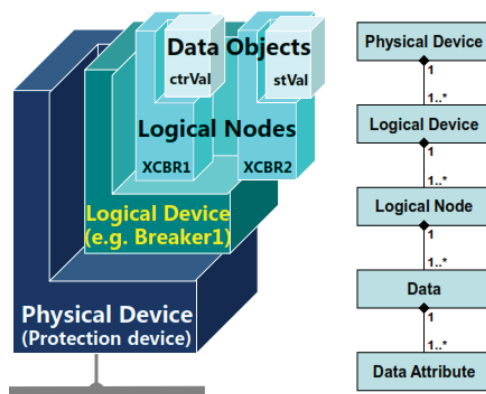 Data Objects
ctrVal
stVal
Logical Nodes
XCBR1
XCBR2
Logical Device
(e.g. Breaker1)
Physical Device
(Protection device)
Physical Device
1
1..*
Logical Device
1
1..*
Logical Node
1
1..*
Data
1
1..*
Data Attribute